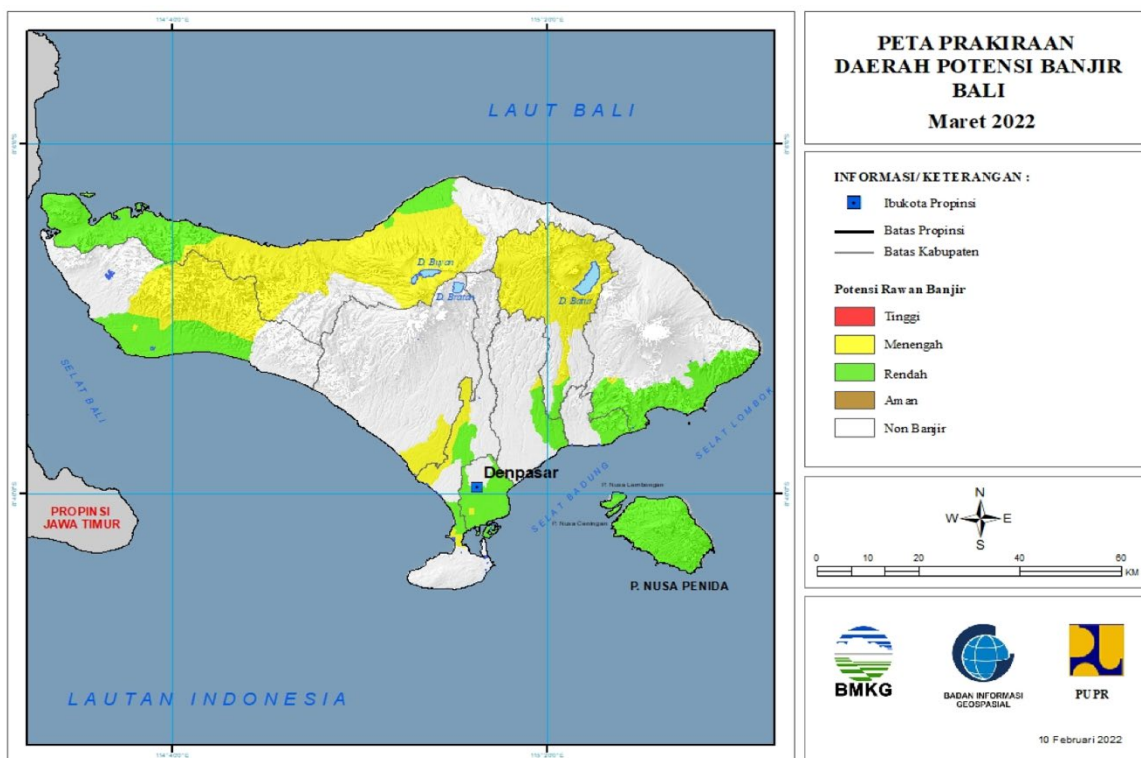 PETA PRAKIRAAN
DAERAH POTENSI BANJIR
BALI
Maret 2022
INFORMASI/KETERANGAN :
Ibukota Propinsi
Batas Propinsi
Batas Kabupaten
Potensi Rawan Banjir
Tinggi
Menengah
Rendah
Aman
Non Banjir
N
W E
S
0 10 20 40 60
KM
BMKG
BADAN INFORMASI
GEOSPASIAL
PUPR
10 Februari 2022
LAUT BALI
D. Buyan
D. Bratan
D. Batur
SELAT BALI
SELAT LOMBOK
Denpasar
SELAT BADUNG
P. Nusa Lembongan
P. Nusa Ceningan
PROPINSI
JAWA TIMUR
P. NUSA PENIDA
LAUTAN INDONESIA